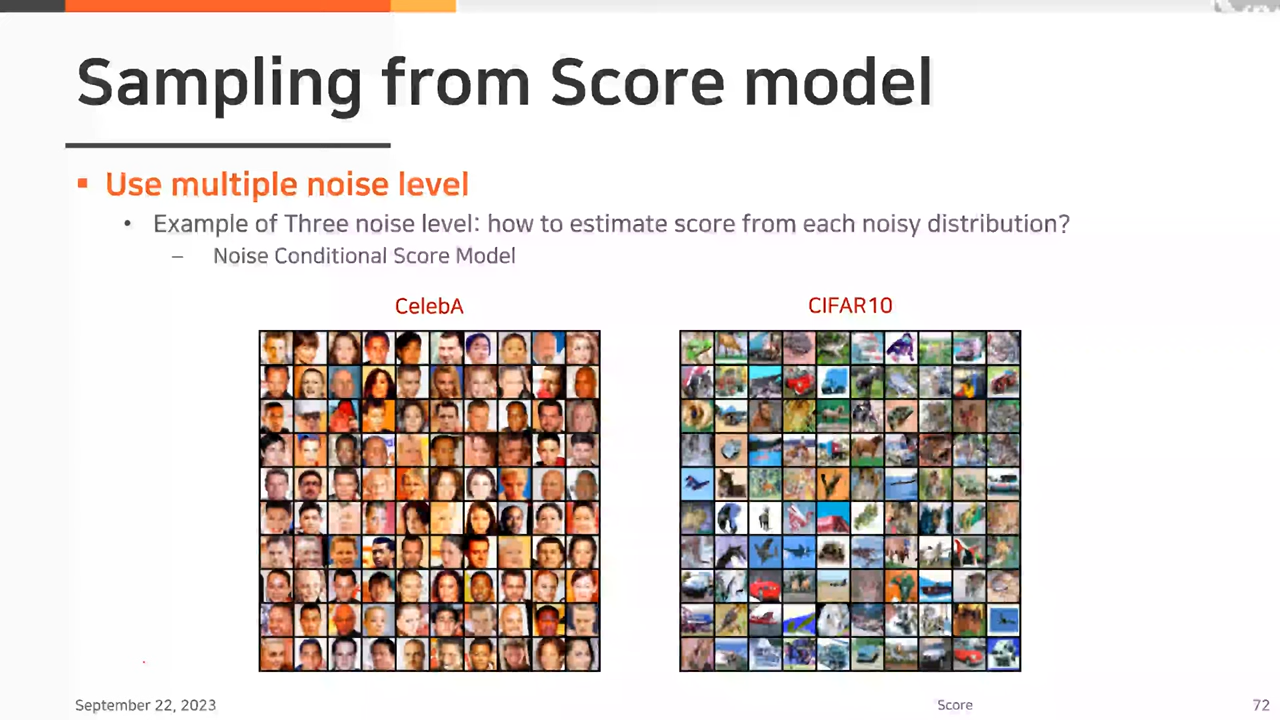 Sampling from Score model
▪ Use multiple noise level
• Example of Three noise level: how to estimate score from each noisy distribution?
– Noise Conditional Score Model
CelebA
CIFAR10
September 22, 2023
Score
72